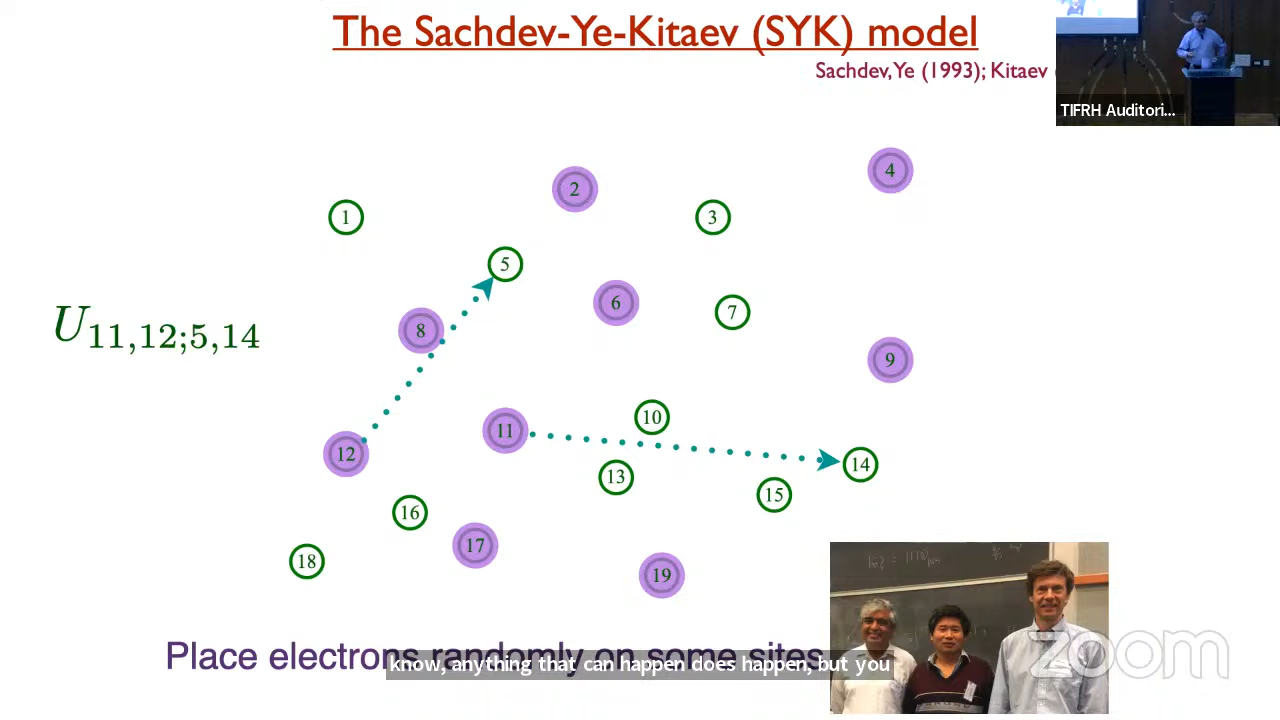 The Sachdev-Ye-Kitaev (SYK) model
Sachdev, Ye (1993); Kitaev (
TIFRH Auditori...
4
2
1
3
5
6
7
8
U11,12;5,14
9
10
11
12
14
13
15
16
17
18
19
Place electrons randomly on some sites
know, anything that can happen does happen, but you
zoom